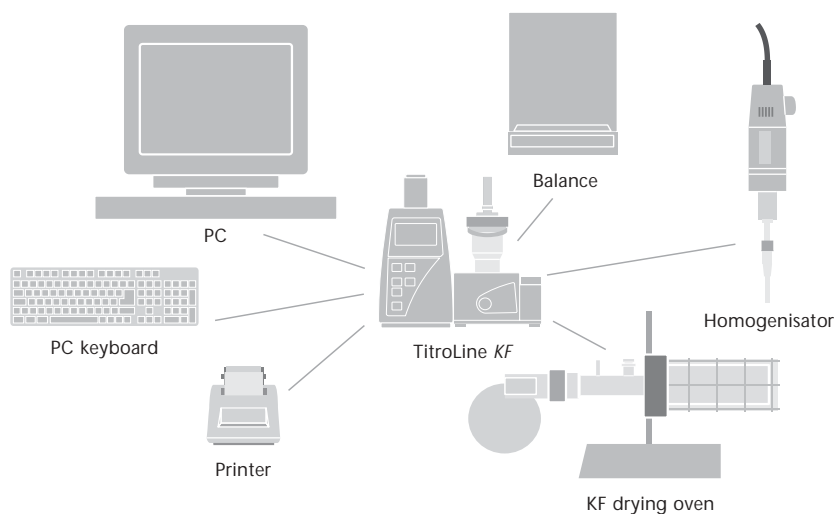 Balance
PC
PC keyboard
TitroLine KF
Homogenisator
Printer
KF drying oven